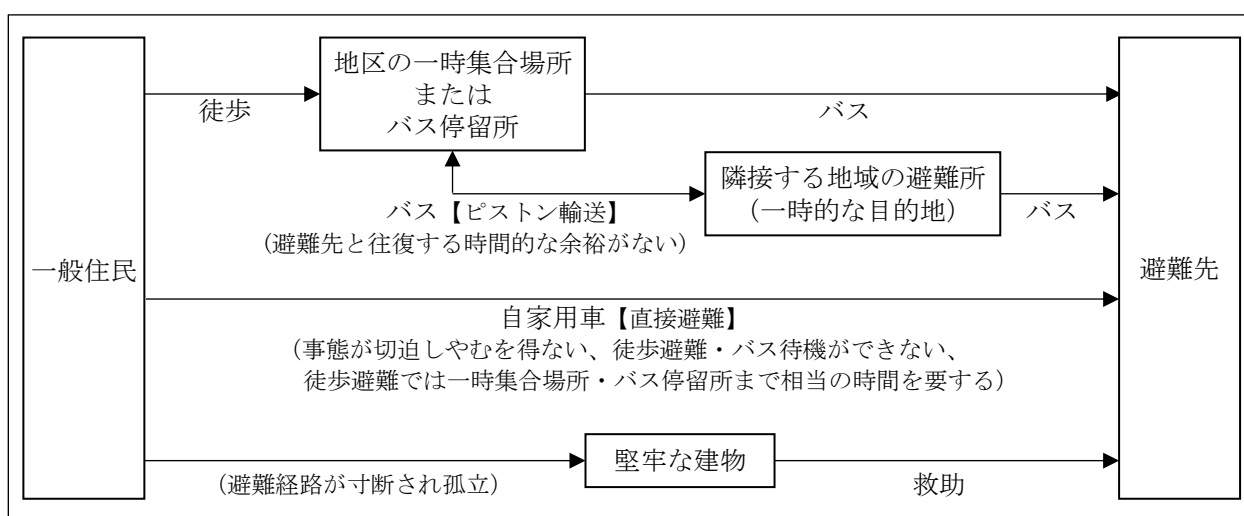 地区の一時集合場所
または
バス停留所
徒歩
バス
隣接する地域の避難所
（一時的な目的地）
バス
バス【ピストン輸送】
（避難先と往復する時間的な余裕がない）
一般住民
避難先
自家用車【直接避難】
（事態が切迫しやむを得ない、徒歩避難・バス待機ができない、
徒歩避難では一時集合場所・バス停留所まで相当の時間を要する）
堅牢な建物
（避難経路が寸断され孤立）
救助